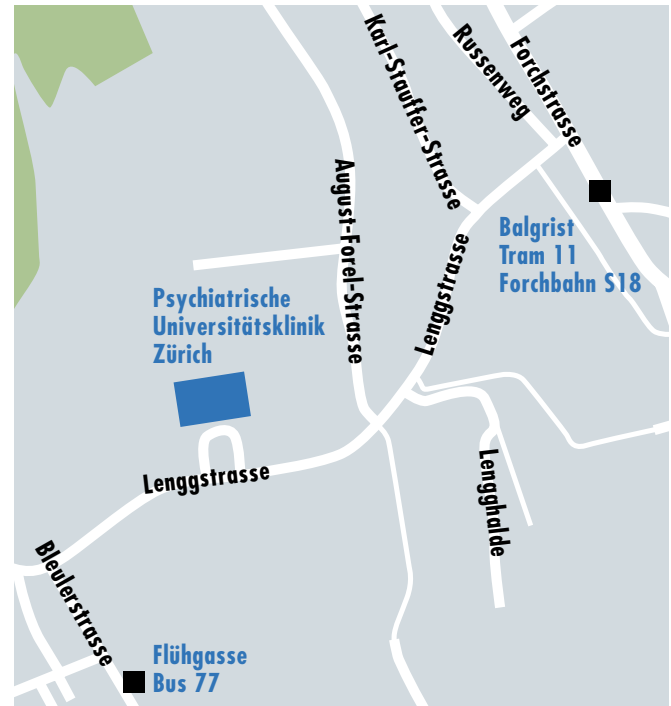 Karl-Stauffer-Strasse
Russenweg
Forchstrasse
August-Forel-Strasse
Lenggstrasse
Balgrist
Tram 11
Forchbahn S18
Psychiatrische
Universitätsklinik
Zürich
Lenggstrasse
Lengghalde
Bleulerstrasse
Flühgasse
Bus 77